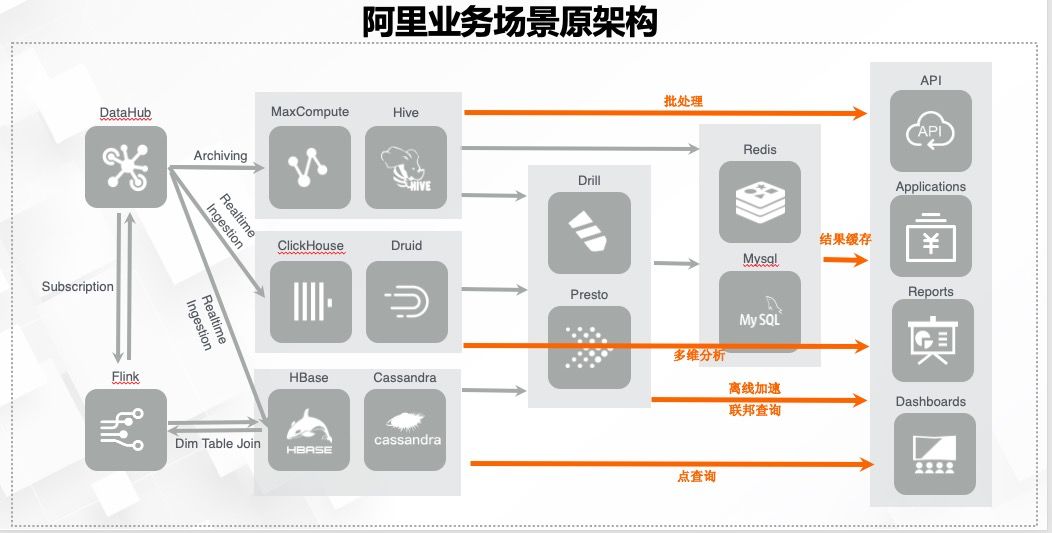 阿里业务场景原架构
DataHub
Subscription
Flink
Archiving
Realtime
Ingestion
Realtime
Ingestion
Dim Table Join
MaxCompute
Hive
HIVE
ClickHouse
Druid
HBase
Cassandra
HBASE
cassandra
Drill
Presto
Redis
Mysql
My SQL
批处理
结果缓存
多维分析
离线加速
联邦查询
点查询
API
API
Applications
¥
Reports
Dashboards